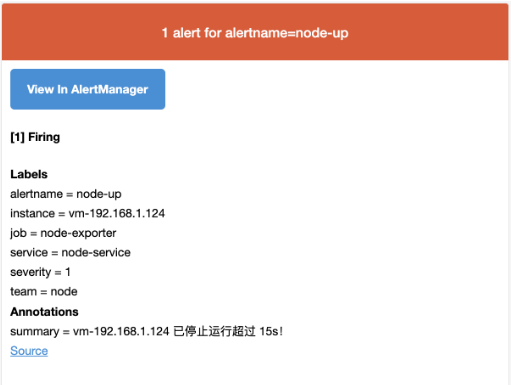 1 alert for alertname=node-up
View In AlertManager
[1] Firing
Labels
alertname = node-up
instance = vm-192.168.1.124
job = node-exporter
service = node-service
severity = 1
team = node
Annotations
summary = vm-192.168.1.124 已停止运行超过 15s！
Source